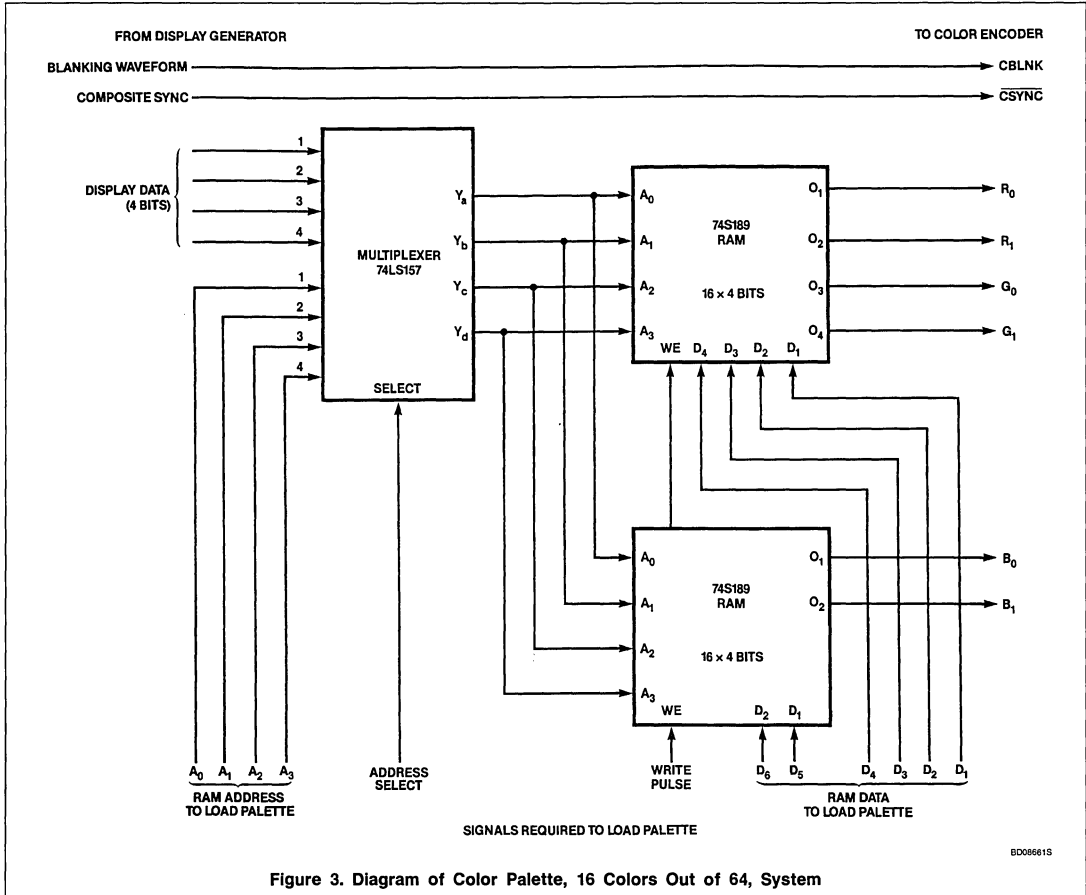 FROM DISPLAY GENERATOR
TO COLOR ENCODER
BLANKING WAVEFORM
CBLNK
COMPOSITE SYNC
CSYNC
DISPLAY DATA
(4 BITS)
1
2
3
4
1
2
3
4
MULTIPLEXER
74LS157
SELECT
Ya
Yb
Yc
Yd
A0
A1
A2
A3
74S189
RAM
16 × 4 BITS
WE D4 D3 D2 D1
O1
O2
O3
O4
R0
R1
G0
G1
A0
A1
A2
A3
74S189
RAM
16 × 4 BITS
WE D2 D1
O1
O2
B0
B1
A0 A1 A2 A3
RAM ADDRESS
TO LOAD PALETTE
ADDRESS
SELECT
WRITE
PULSE
D6 D5 D4 D3 D2 D1
RAM DATA
TO LOAD PALETTE
SIGNALS REQUIRED TO LOAD PALETTE
BD08661S
Figure 3. Diagram of Color Palette, 16 Colors Out of 64, System